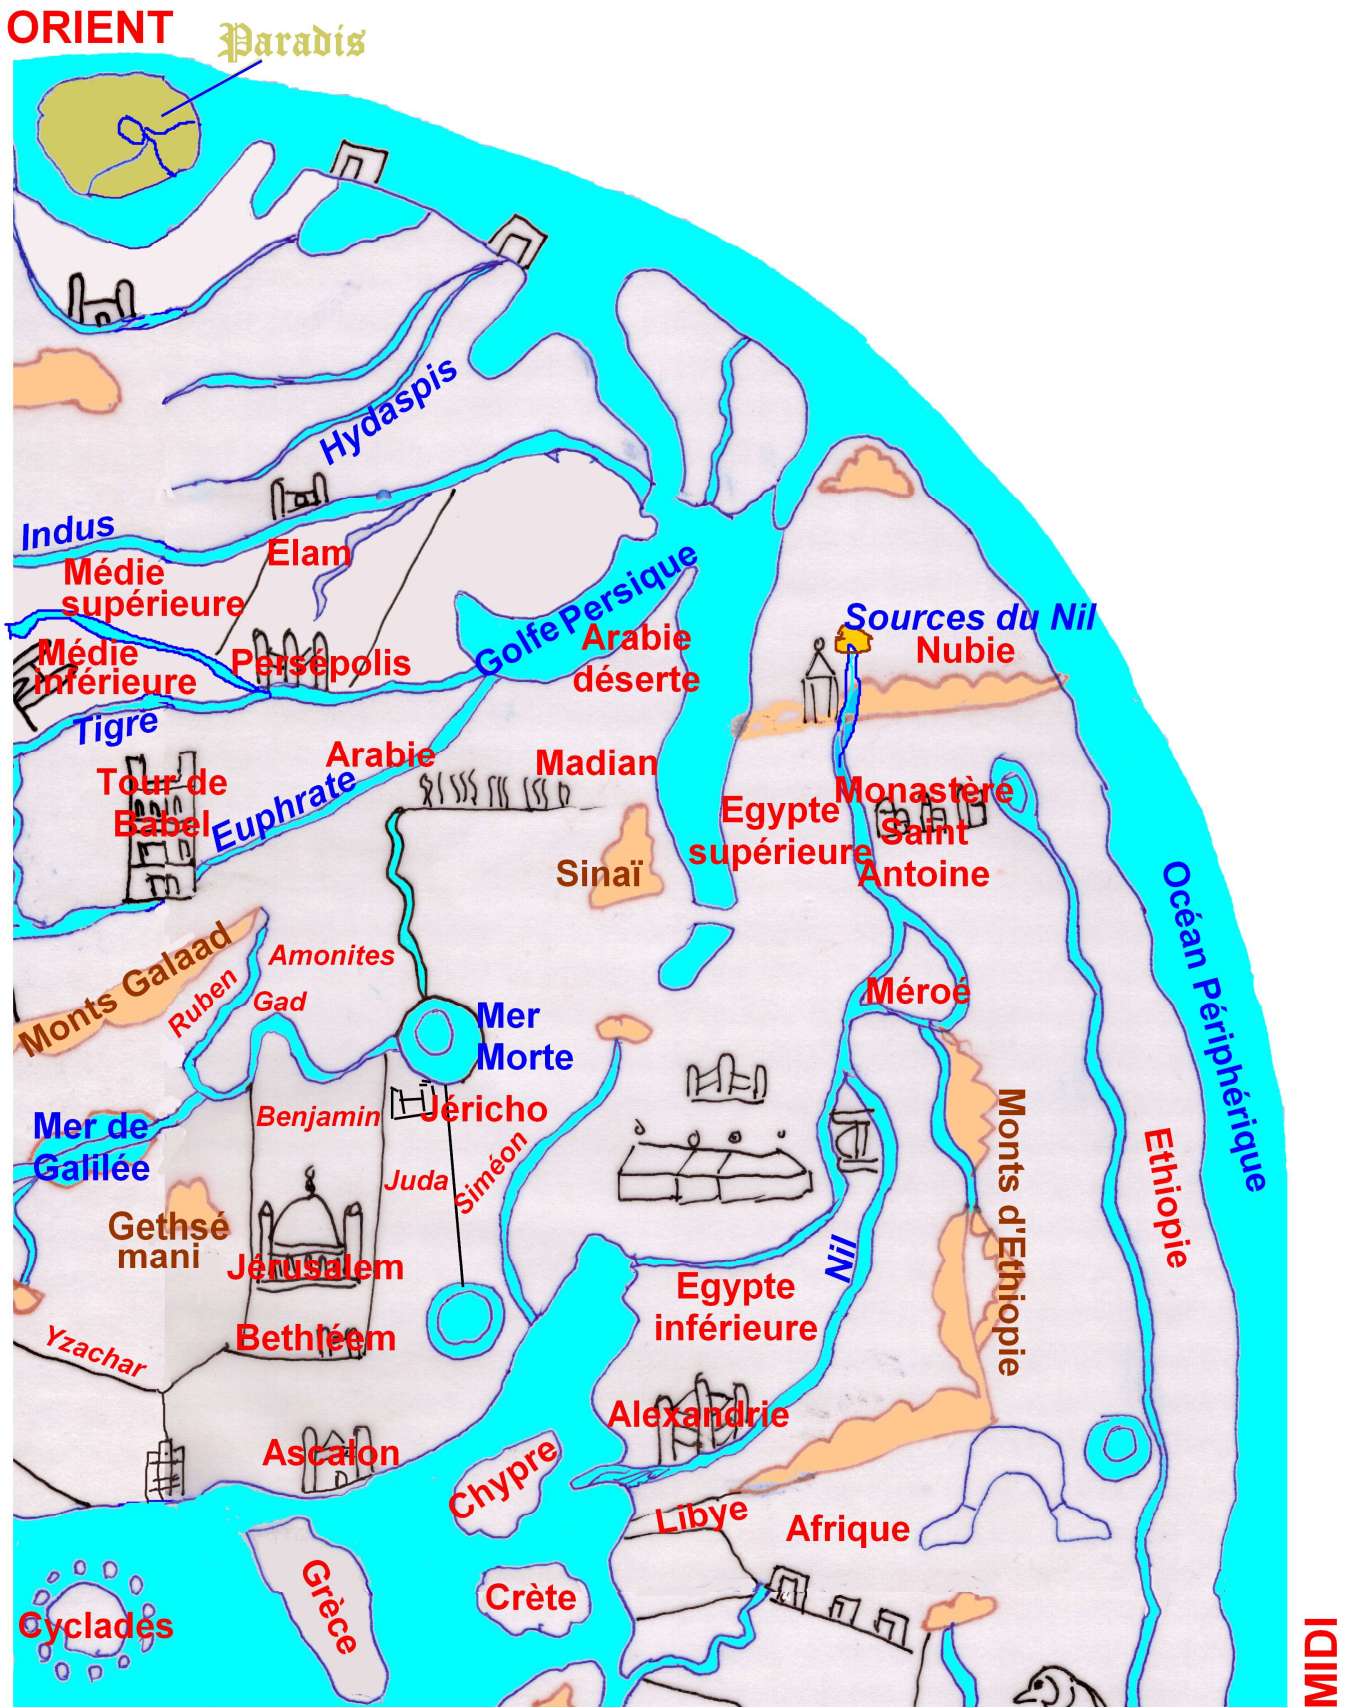 ORIENT
Paradis
Hydaspis
Indus
Elam
Médie
supérieure
Golfe Persique
Sources du Nil
Nubie
Arabie
déserte
Médie
inférieure
Persépolis
Tigre
Arabie
Madian
Tour de
Babel
Euphrate
Egypte
supérieure
Monastère
Saint
Antoine
Sinaï
Océan Périphérique
Monts Galaad
Amonites
Ruben
Gad
Méroé
Mer
Morte
Mer de
Galilée
Benjamin
Jéricho
Juda
Siméon
Monts d'Ethiopie
Ethiopie
Gethsé
mani
Jérusalem
Nil
Egypte
inférieure
Yzachar
Bethléem
Alexandrie
Ascalon
Chypre
Libye
Afrique
Grèce
Crète
Cyclades
MIDI